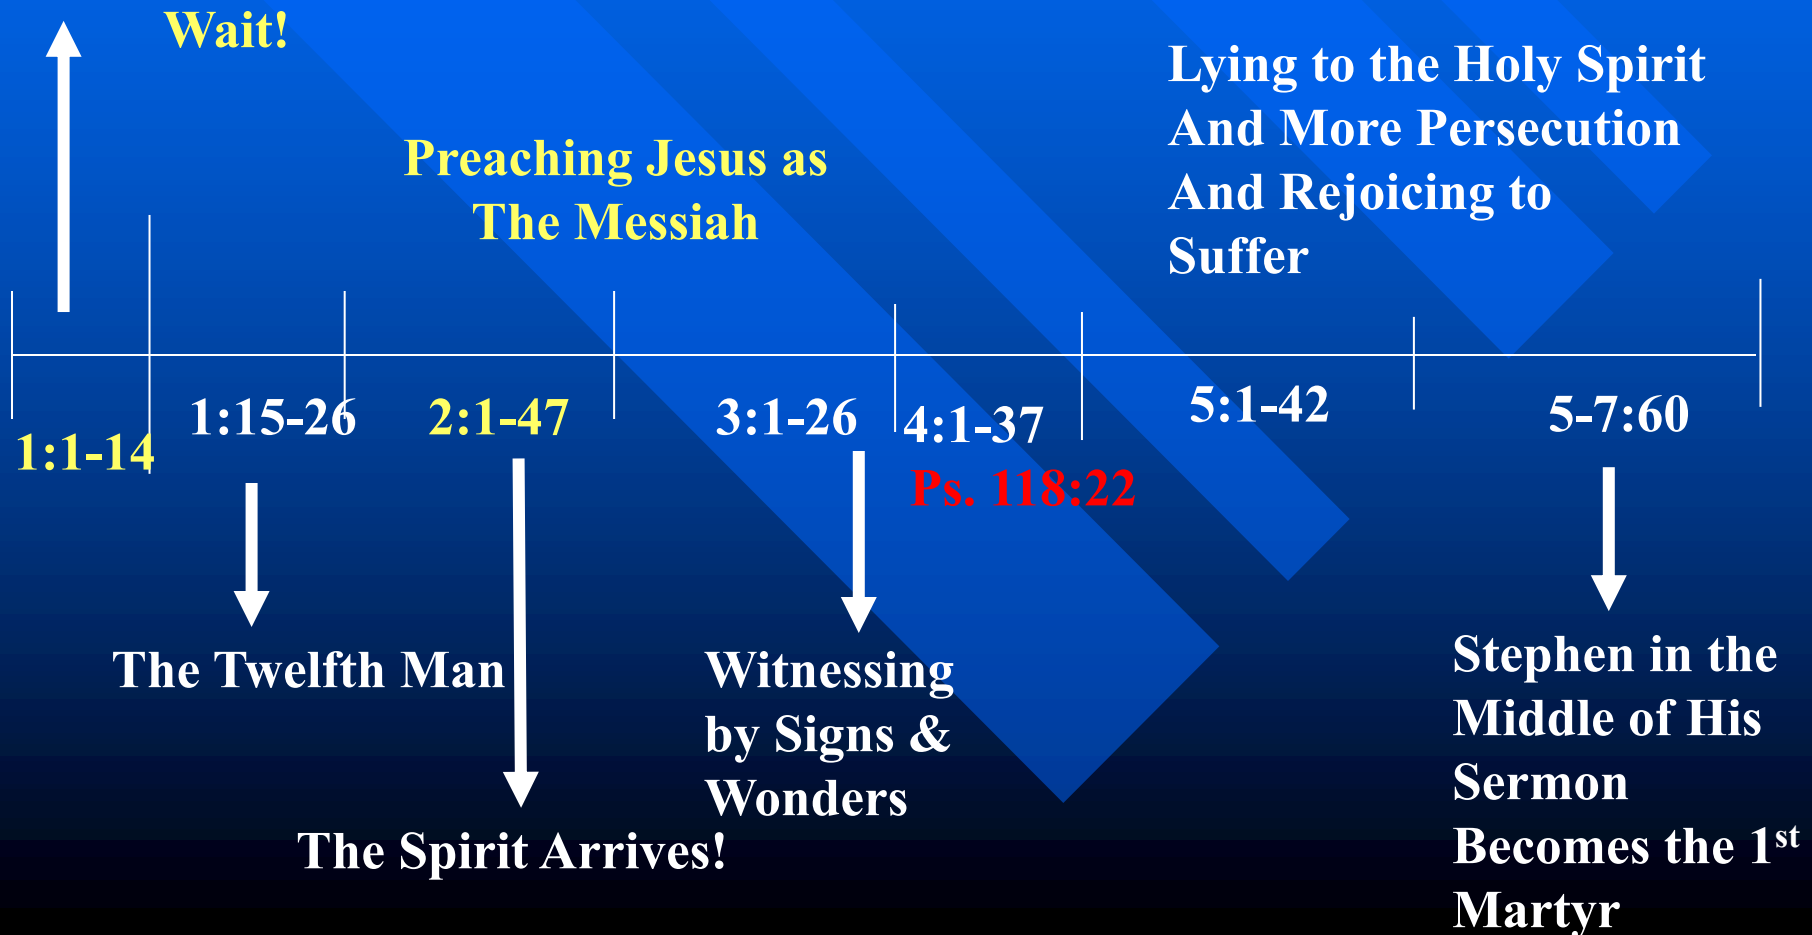 Wait!
Preaching Jesus as
The Messiah
Lying to the Holy Spirit
And More Persecution
And Rejoicing to
Suffer
1:1-14
1:15-26
2:1-47
3:1-26
4:1-37
Ps. 118:22
5:1-42
5-7:60
The Twelfth Man
The Spirit Arrives!
Witnessing
by Signs &
Wonders
Stephen in the
Middle of His
Sermon
Becomes the 1st
Martyr